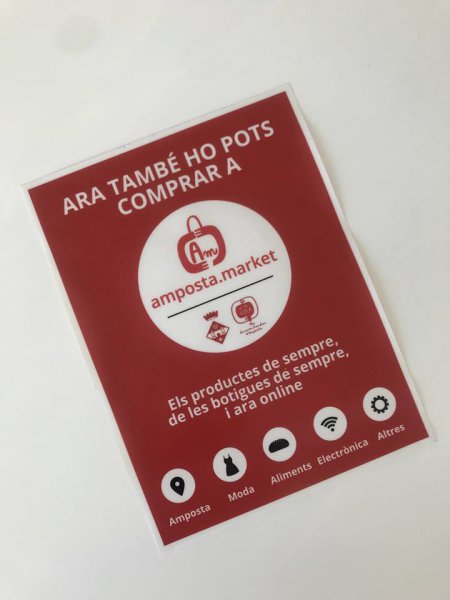 ARA TAMBÉ HO POTS
COMPRAR A
Am
amposta.market
Els productes de sempre,
de les botigues de sempre,
i ara online
Amposta
Moda
Aliments
Electrònica
Altres